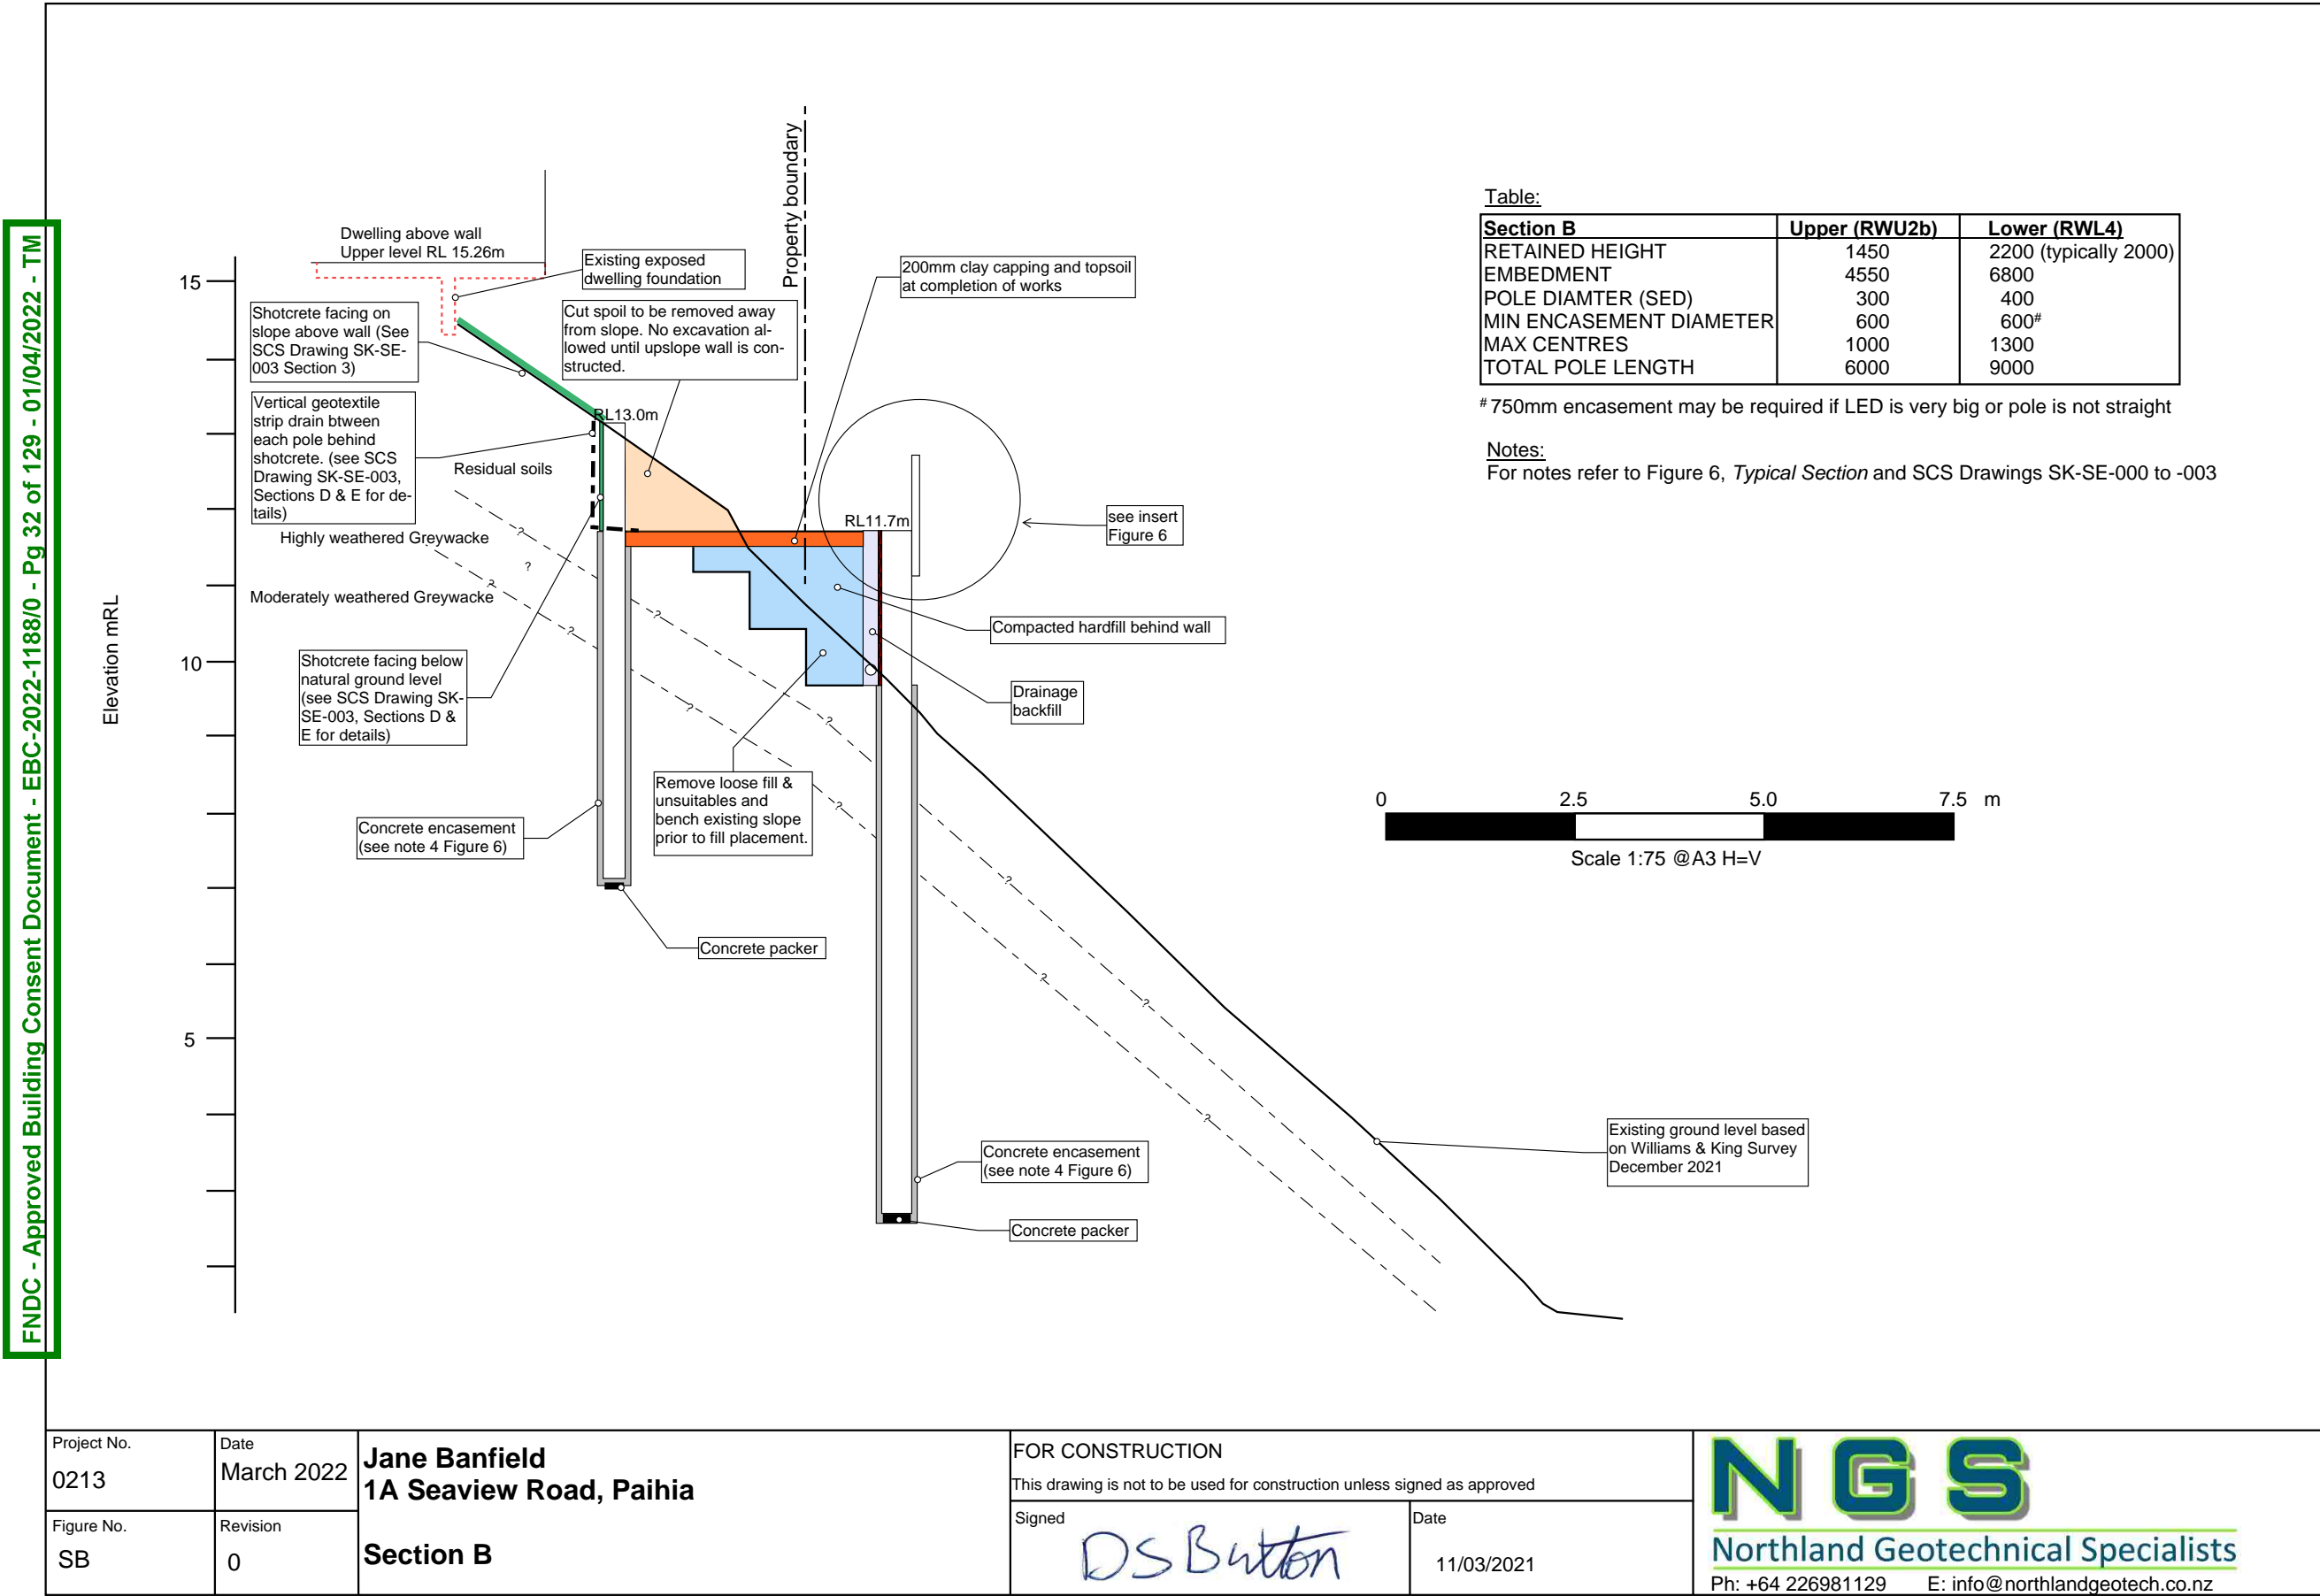 FNDC - Approved Building Consent Document - EBC-2022-1188/0 - Pg 32 of 129 - 01/04/2022 - TM
Elevation mRL
15
10
5
Dwelling above wall
Upper level RL 15.26m
Existing exposed
dwelling foundation
Property boundary
200mm clay capping and topsoil
at completion of works
Shotcrete facing on
slope above wall (See
SCS Drawing SK-SE-
003 Section 3)
Cut spoil to be removed away
from slope. No excavation al-
lowed until upslope wall is con-
structed.
Vertical geotextile
strip drain btween
each pole behind
shotcrete. (see SCS
Drawing SK-SE-003,
Sections D & E for de-
tails)
RL13.0m
Residual soils
?
Highly weathered Greywacke
?
?
Moderately weathered Greywacke
?
?
?
?
?
?
?
?
?
?
RL11.7m
see insert
Figure 6
Compacted hardfill behind wall
Shotcrete facing below
natural ground level
(see SCS Drawing SK-
SE-003, Sections D &
E for details)
Drainage
backfill
Remove loose fill &
unsuitables and
bench existing slope
prior to fill placement.
Concrete encasement
(see note 4 Figure 6)
Concrete packer
Concrete encasement
(see note 4 Figure 6)
Concrete packer
Existing ground level based
on Williams & King Survey
December 2021
Table:
Section B Upper (RWU2b) Lower (RWL4)
RETAINED HEIGHT 1450 2200 (typically 2000)
EMBEDMENT 4550 6800
POLE DIAMTER (SED) 300 400
MIN ENCASEMENT DIAMETER 600 600#
MAX CENTRES 1000 1300
TOTAL POLE LENGTH 6000 9000
# 750mm encasement may be required if LED is very big or pole is not straight
Notes:
For notes refer to Figure 6, Typical Section and SCS Drawings SK-SE-000 to -003
0 2.5 5.0 7.5 m
Scale 1:75 @A3 H=V
Project No.
0213
Date
March 2022
Figure No.
SB
Revision
0
Jane Banfield
1A Seaview Road, Paihia
Section B
FOR CONSTRUCTION
This drawing is not to be used for construction unless signed as approved
Signed
DS Button
Date
11/03/2021
NGS
Northland Geotechnical Specialists
Ph: +64 226981129 E: info@northlandgeotech.co.nz